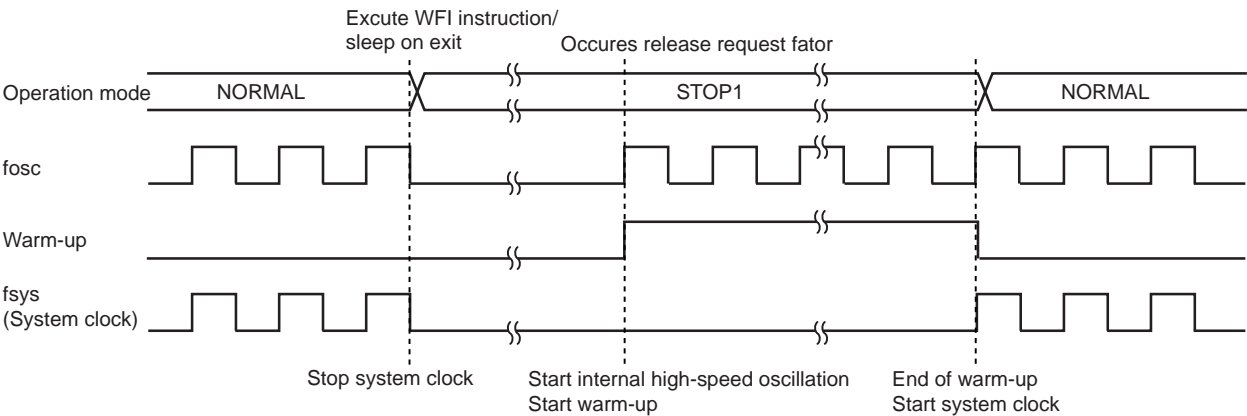 Excute WFI instruction/
sleep on exit
Occures release request fator
Operation mode
NORMAL
STOP1
NORMAL
fosc
Warm-up
fsys
(System clock)
Stop system clock
Start internal high-speed oscillation
Start warm-up
End of warm-up
Start system clock